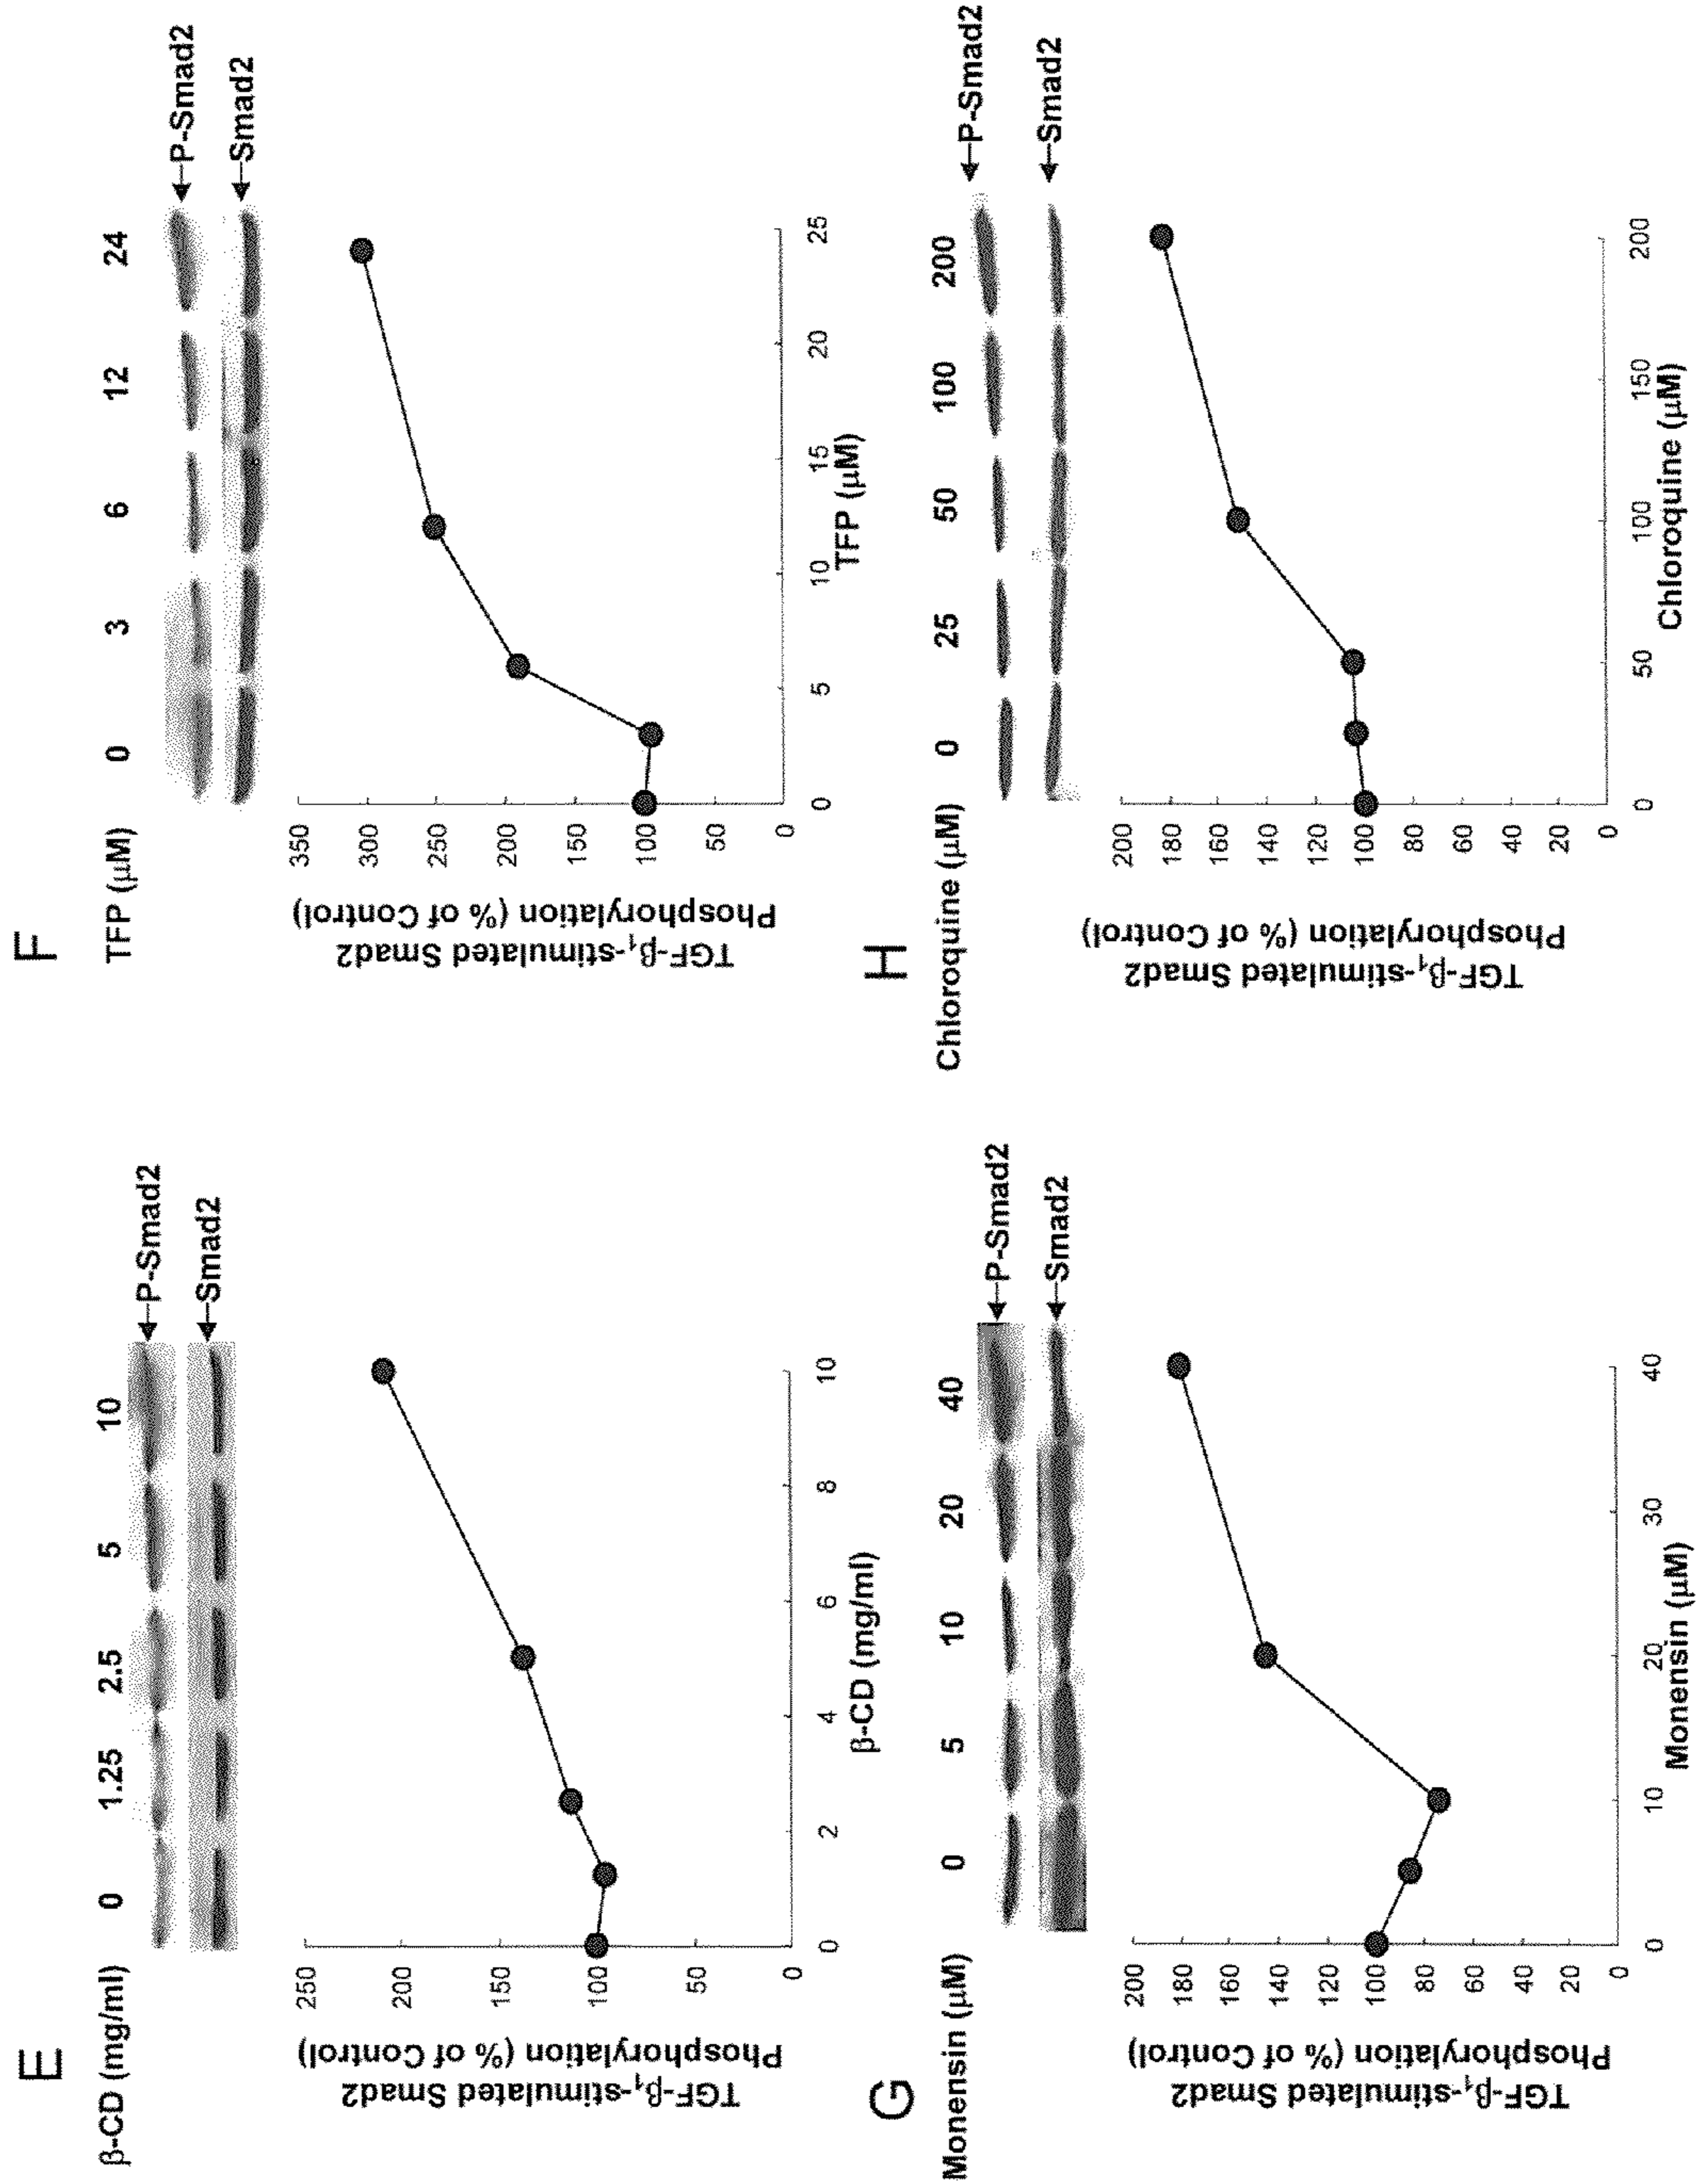 E
β-CD (mg/ml) 0 1.25 2.5 5 10
←P-Smad2
←Smad2
TGF-β₁-stimulated Smad2
Phosphorylation (% of Control)
250
200
150
100
50
0
0 2 4 6 8 10
β-CD (mg/ml)
F
TFP (μM) 0 3 6 12 24
←P-Smad2
←Smad2
TGF-β₁-stimulated Smad2
Phosphorylation (% of Control)
350
300
250
200
150
100
50
0
0 5 10 15 20 25
TFP (μM)
G
Monensin (μM) 0 5 10 20 40
←P-Smad2
←Smad2
TGF-β₁-stimulated Smad2
Phosphorylation (% of Control)
200
180
160
140
120
100
80
60
40
20
0
0 10 20 30 40
Monensin (μM)
H
Chloroquine (μM) 0 25 50 100 200
←P-Smad2
←Smad2
TGF-β₁-stimulated Smad2
Phosphorylation (% of Control)
200
180
160
140
120
100
80
60
40
20
0
0 50 100 150 200
Chloroquine (μM)